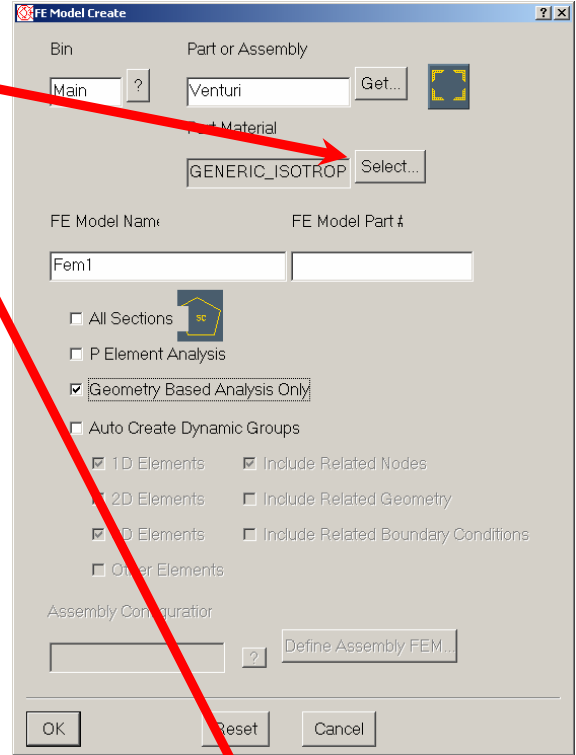 FE Model Create
Bin Part or Assembly
Main ? Venturi Get...
Part Material
GENERIC_ISOTROP Select...
FE Model Name FE Model Part #
Fem1
All Sections SC
P Element Analysis
Geometry Based Analysis Only
Auto Create Dynamic Groups
1D Elements Include Related Nodes
2D Elements Include Related Geometry
3D Elements Include Related Boundary Conditions
Other Elements
Assembly Configuration
? Define Assembly FEM...
OK Reset Cancel